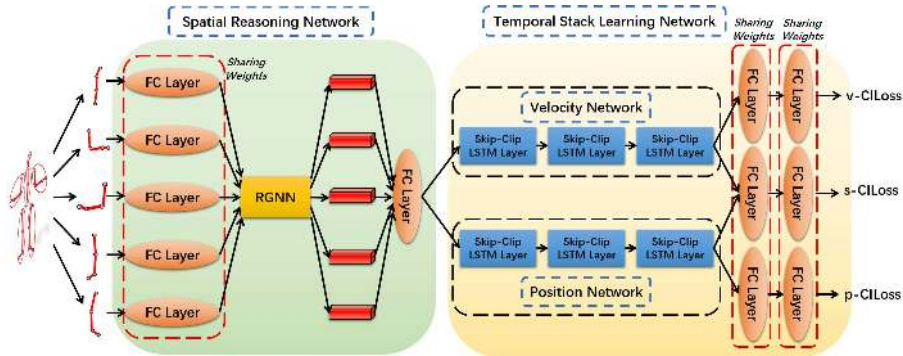 Spatial Reasoning Network
Temporal Stack Learning Network
Sharing
Weights
Sharing
Weights
Sharing
Weights
FC Layer
FC Layer
FC Layer
FC Layer
FC Layer
RGNN
FC Layer
Velocity Network
Skip-Clip
LSTM Layer
Skip-Clip
LSTM Layer
Skip-Clip
LSTM Layer
Skip-Clip
LSTM Layer
Skip-Clip
LSTM Layer
Skip-Clip
LSTM Layer
Position Network
FC Layer
FC Layer
v-CILoss
FC Layer
FC Layer
s-CILoss
FC Layer
FC Layer
p-CILoss